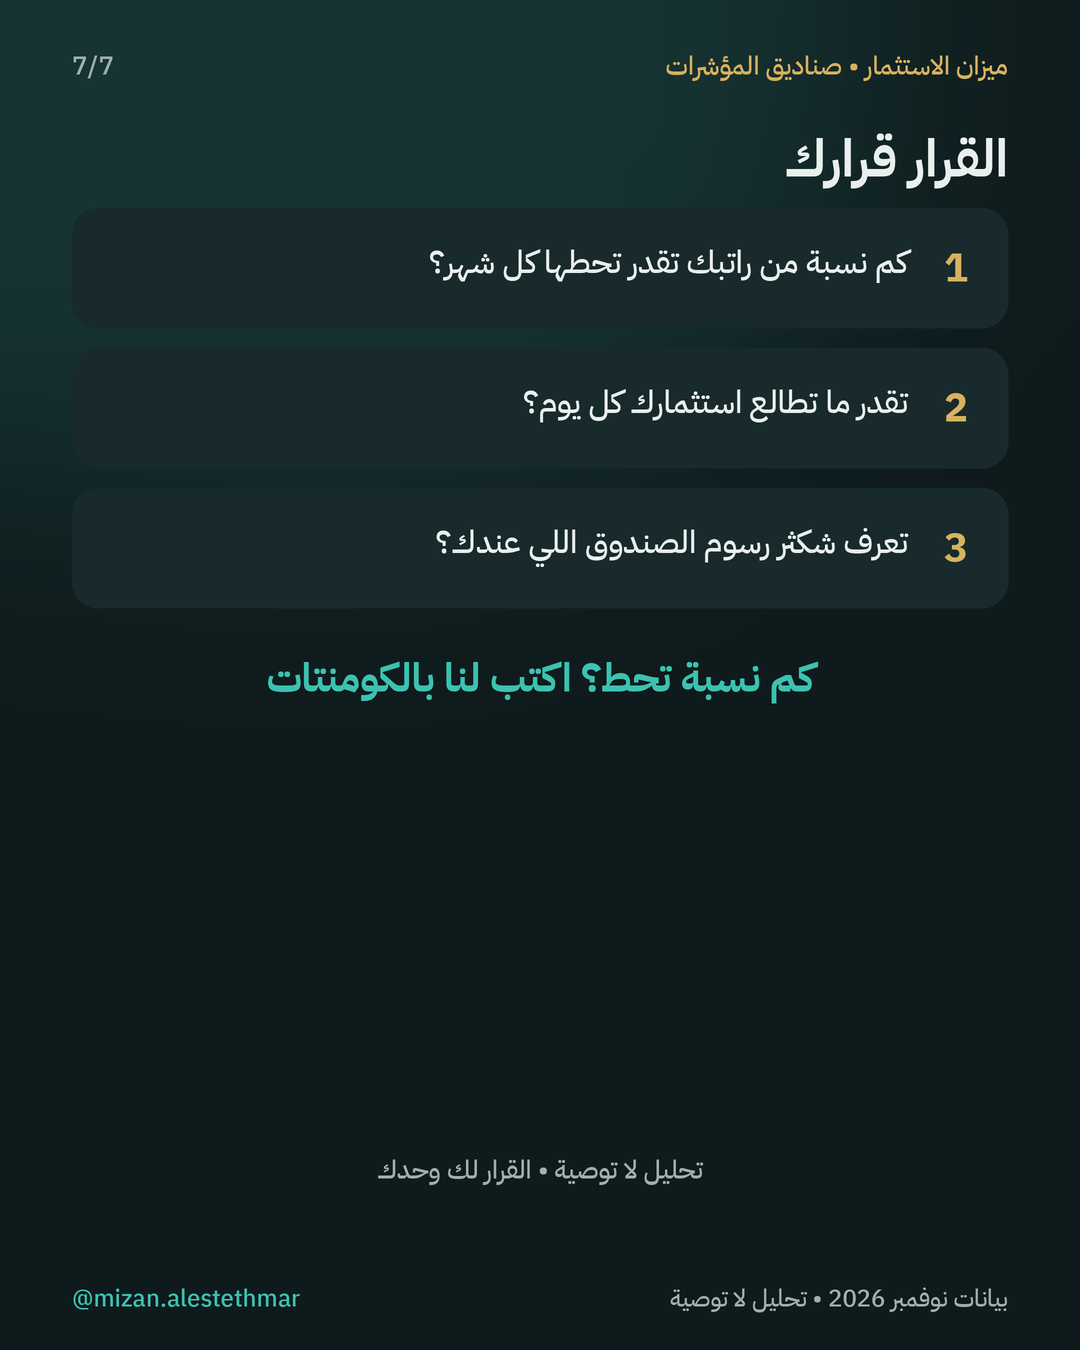 ميزان الاستثمار • صناديق المؤشرات
7/7
القرار قرارك
1 كم نسبة من راتبك تقدر تحطها كل شهر؟
2 تقدر ما تطالع استثمارك كل يوم؟
3 تعرف شكثر رسوم الصندوق اللي عندك؟
كم نسبة تحط؟ اكتب لنا بالكومنتات
تحليل لا توصية • القرار لك وحدك
بيانات نوفمبر 2026 • تحليل لا توصية
@mizan.alestethmar